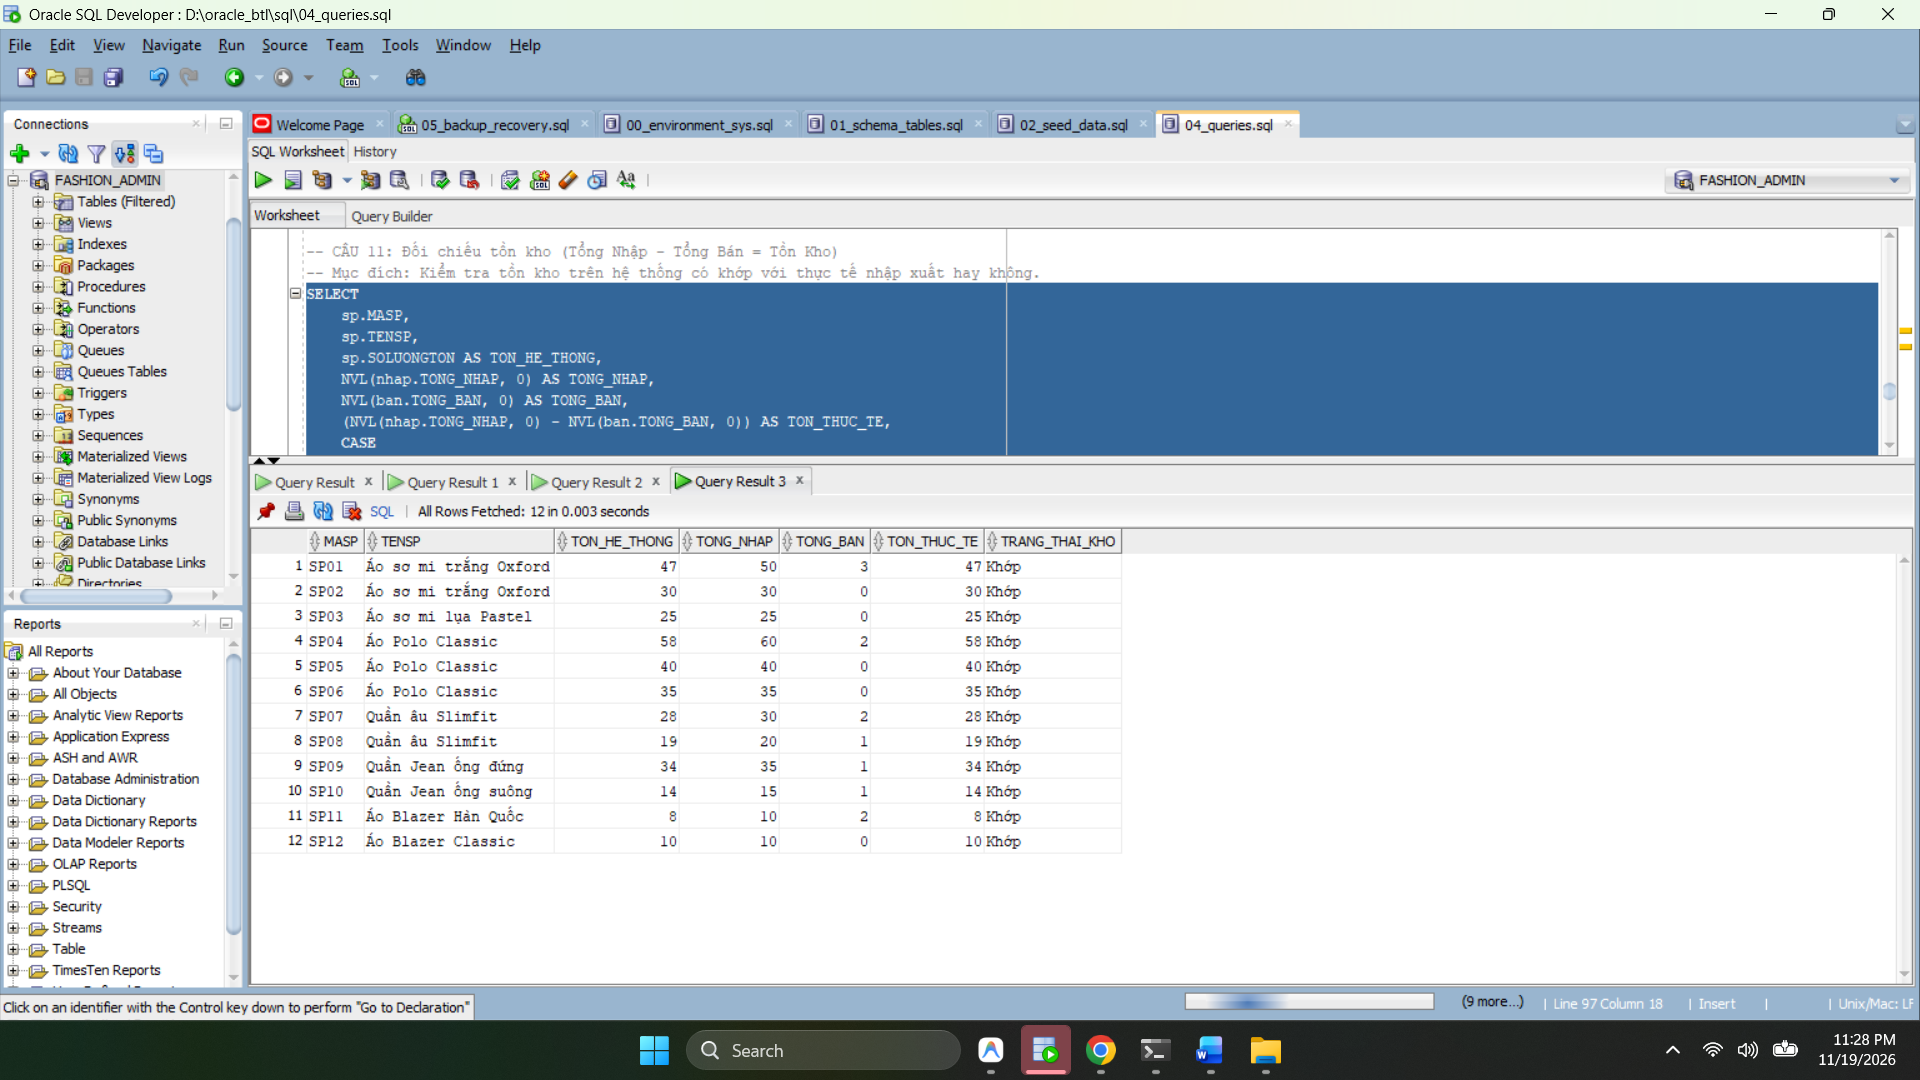 Oracle SQL Developer : D:\oracle_btl\sql\04_queries.sql
File Edit View Navigate Run Source Team Tools Window Help
Connections
FASHION_ADMIN
Tables (Filtered)
Views
Indexes
Packages
Procedures
Functions
Operators
Queues
Queues Tables
Triggers
Types
Sequences
Materialized Views
Materialized View Logs
Synonyms
Public Synonyms
Database Links
Public Database Links
Directories
Reports
All Reports
About Your Database
All Objects
Analytic View Reports
Application Express
ASH and AWR
Database Administration
Data Dictionary
Data Dictionary Reports
Data Modeler Reports
OLAP Reports
PLSQL
Security
Streams
Table
TimesTen Reports
Welcome Page 05_backup_recovery.sql 00_environment_sys.sql 01_schema_tables.sql 02_seed_data.sql 04_queries.sql
SQL Worksheet History
FASHION_ADMIN
Worksheet Query Builder
-- CÂU 11: Đối chiếu tồn kho (Tổng Nhập - Tổng Bán = Tồn Kho)
-- Mục đích: Kiểm tra tồn kho trên hệ thống có khớp với thực tế nhập xuất hay không.
SELECT
sp.MASP,
sp.TENSP,
sp.SOLUONGTON AS TON_HE_THONG,
NVL(nhap.TONG_NHAP, 0) AS TONG_NHAP,
NVL(ban.TONG_BAN, 0) AS TONG_BAN,
(NVL(nhap.TONG_NHAP, 0) - NVL(ban.TONG_BAN, 0)) AS TON_THUC_TE,
CASE
Query Result Query Result 1 Query Result 2 Query Result 3
SQL All Rows Fetched: 12 in 0.003 seconds
MASP TENSP TON_HE_THONG TONG_NHAP TONG_BAN TON_THUC_TE TRANG_THAI_KHO
1 SP01 Áo sơ mi trắng Oxford 47 50 3 47 Khớp
2 SP02 Áo sơ mi trắng Oxford 30 30 0 30 Khớp
3 SP03 Áo sơ mi lụa Pastel 25 25 0 25 Khớp
4 SP04 Áo Polo Classic 58 60 2 58 Khớp
5 SP05 Áo Polo Classic 40 40 0 40 Khớp
6 SP06 Áo Polo Classic 35 35 0 35 Khớp
7 SP07 Quần âu Slimfit 28 30 2 28 Khớp
8 SP08 Quần âu Slimfit 19 20 1 19 Khớp
9 SP09 Quần Jean ống đứng 34 35 1 34 Khớp
10 SP10 Quần Jean ống suông 14 15 1 14 Khớp
11 SP11 Áo Blazer Hàn Quốc 8 10 2 8 Khớp
12 SP12 Áo Blazer Classic 10 10 0 10 Khớp
Click on an identifier with the Control key down to perform "Go to Declaration"
(9 more...) | Line 97 Column 18 | Insert | | Unix/Mac: LF
Search
11:28 PM
11/19/2026